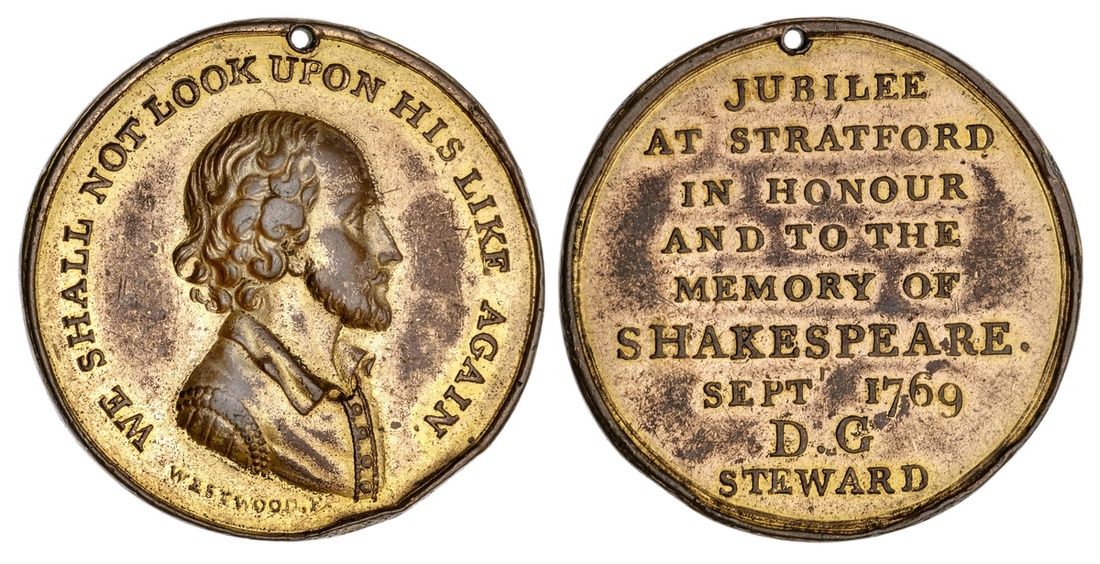 WE SHALL NOT LOOK UPON HIS LIKE AGAIN
WESTWOOD.F.
JUBILEE
AT STRATFORD
IN HONOUR
AND TO THE
MEMORY OF
SHAKESPEARE.
SEPTʳ 1769
D.G
STEWARD